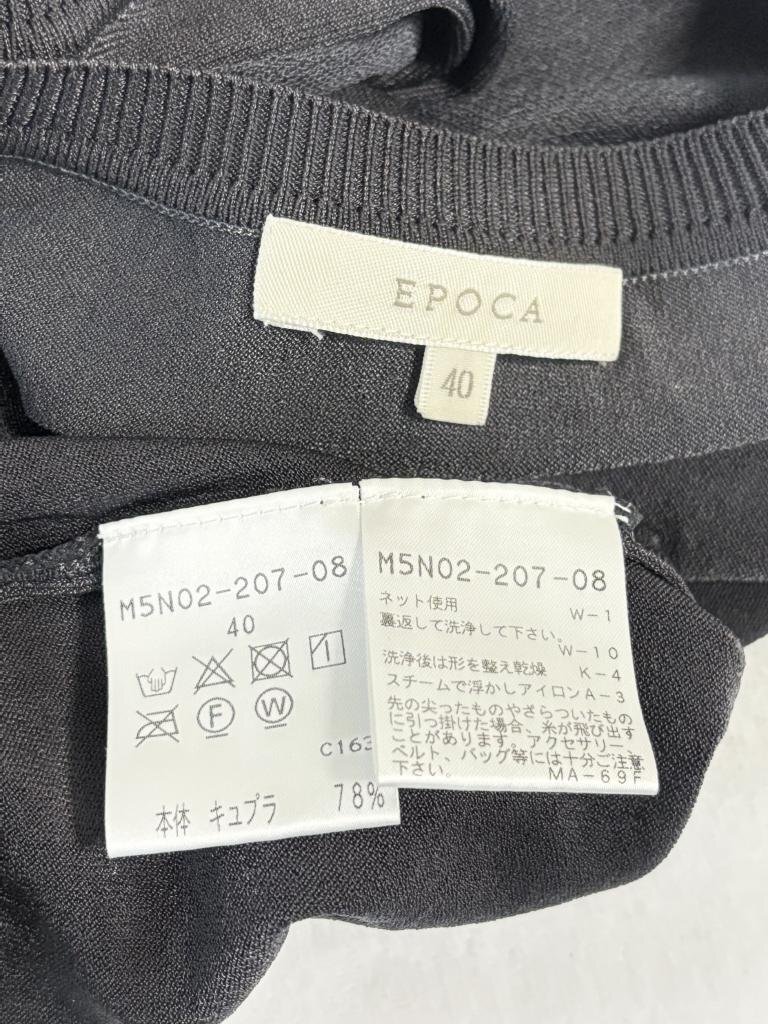 EPOCA
40
M5N02-207-08
40
C163
本体 キュプラ 78%
M5N02-207-08
ネット使用 W-1
裏返して洗浄して下さい。 W-10
洗浄後は形を整え乾燥 K-4
スチームで浮かしアイロン A-3
先の尖ったものやざらついたもの
に引っ掛けた場合、糸が飛び出す
ことがあります。アクセサリー、
ベルト、バッグ等には十分ご注意
下さい。 MA-69F